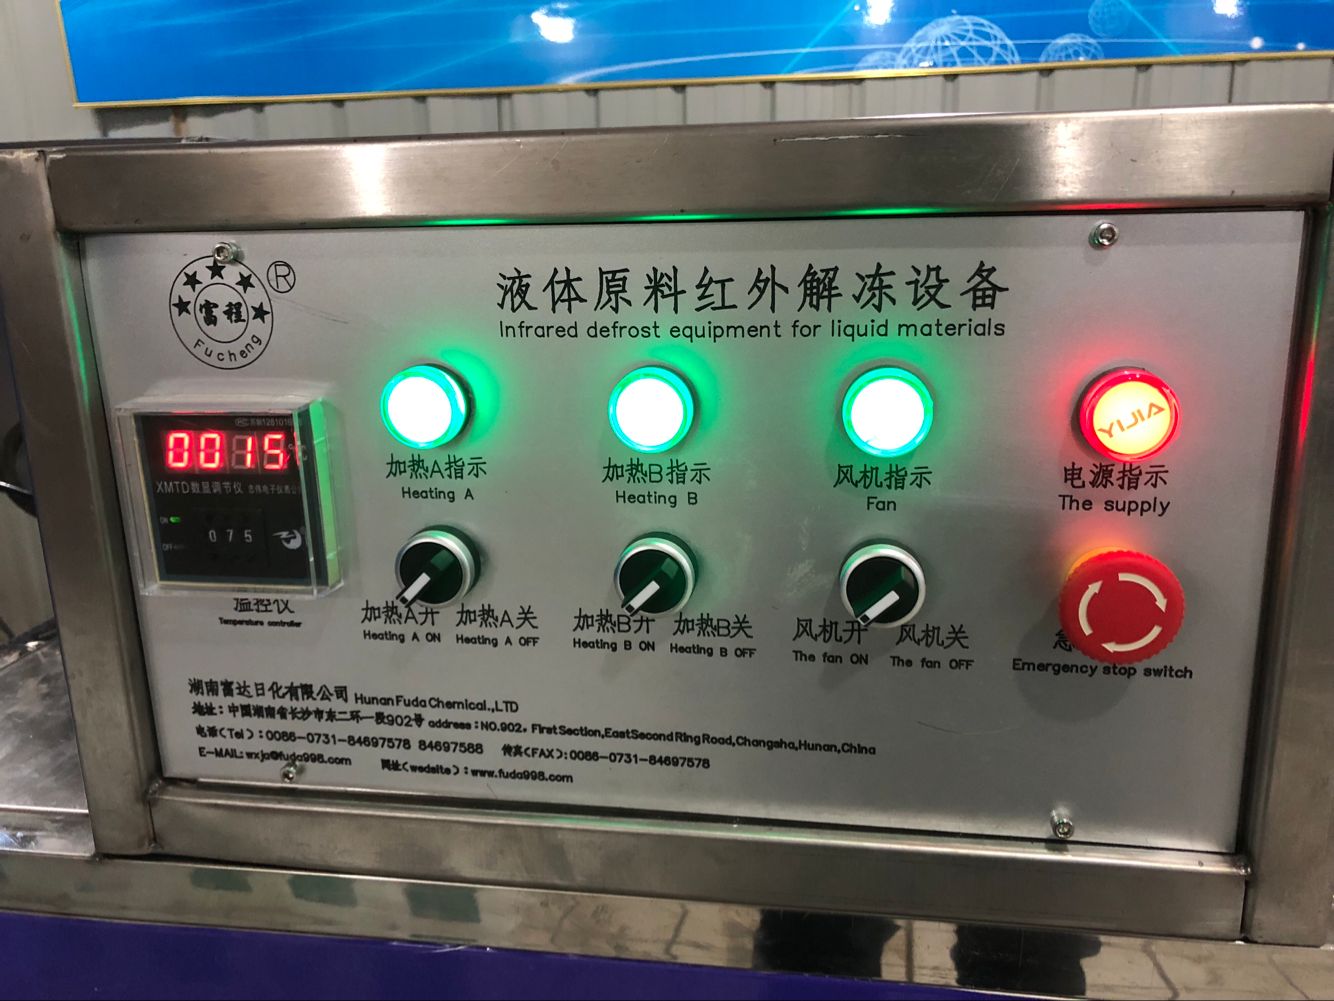 液体原料红外解冻设备
Infrared defrost equipment for liquid materials
富程
Fucheng
®
0015
XMTD数显调节仪
ON
OFF
075
温控仪
Temperature controller
加热A指示
Heating A
加热B指示
Heating B
风机指示
Fan
YIJIA
电源指示
The supply
加热A开 加热A关
Heating A ON Heating A OFF
加热B开 加热B关
Heating B ON Heating B OFF
风机开 风机关
The fan ON The fan OFF
急
Emergency stop switch
湖南富达日化有限公司 Hunan Fuda Chemical.,LTD
地址：中国湖南省长沙市东二环一段902号 address：NO.902，First Section,East Second Ring Road,Changsha,Hunan,China
电话(Tel)：0086-0731-84697578 84697588 传真(FAX)：0086-0731-84697578
E-MAIL:wxja@fuda998.com 网址(wedsite)：www.fuda998.com